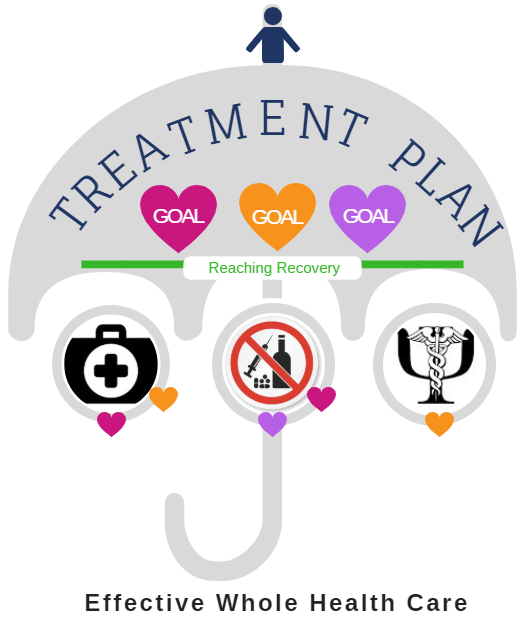 TREATMENT PLAN
GOAL GOAL GOAL
Reaching Recovery
Effective Whole Health Care